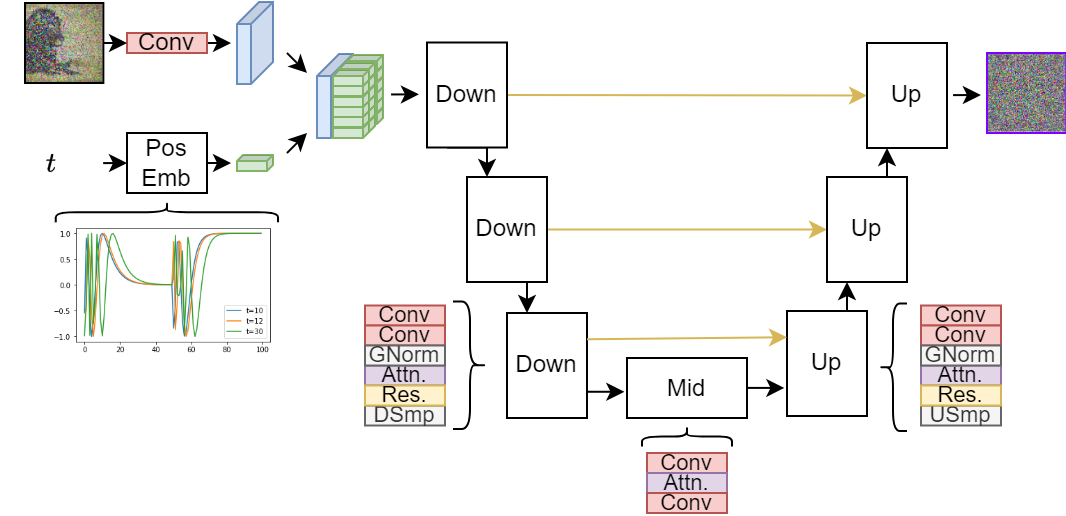 Conv
t
Pos
Emb
1.0
0.5
0.0
−0.5
−1.0
0
20
40
60
80
100
t=10
t=12
t=30
Down
Up
Down
Up
Down
Mid
Up
Conv
Conv
GNorm
Attn.
Res.
DSmp
Conv
Attn.
Conv
Conv
Conv
GNorm
Attn.
Res.
USmp